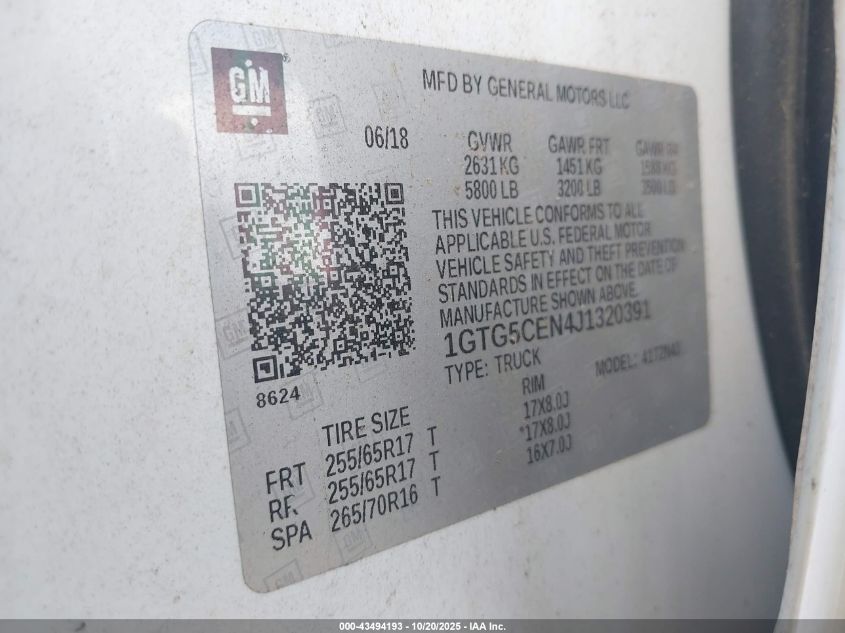 GM
MFD BY GENERAL MOTORS LLC
06/18
GVWR GAWR FRT GAWR
2631 KG 1451 KG KG
5800 LB 3200 LB LB
THIS VEHICLE CONFORMS TO ALL
APPLICABLE U.S. FEDERAL MOTOR
VEHICLE SAFETY AND THEFT PREVENTION
STANDARDS IN EFFECT ON THE DATE OF
MANUFACTURE SHOWN ABOVE.
1GTG5CEN4J1320391
TYPE: TRUCK MODEL:
8624
TIRE SIZE RIM
FRT 255/65R17 T 17X8.0J
RR 255/65R17 T *17X8.0J
SPA 265/70R16 T 16X7.0J
000-43494193 - 10/20/2025 - IAA Inc.